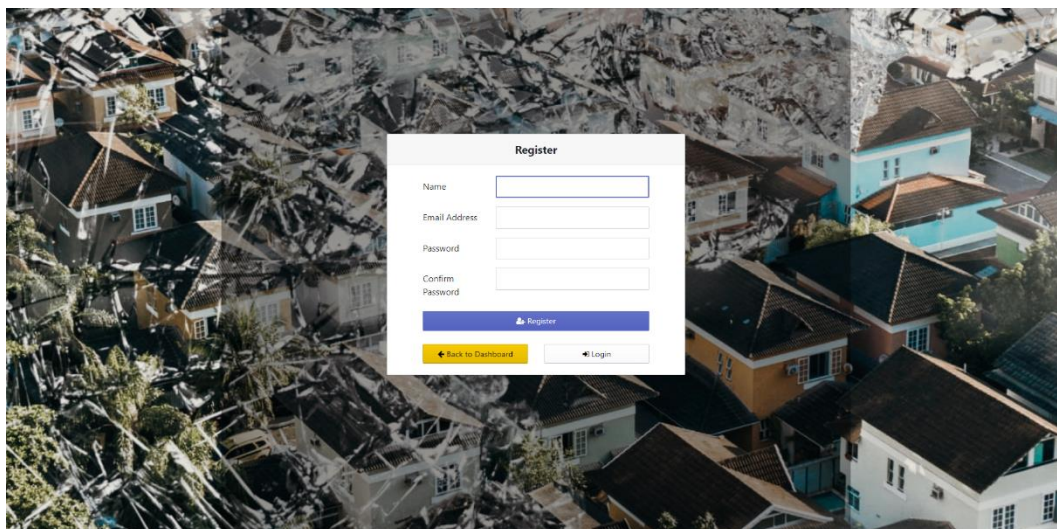 Register
Name
Email Address
Password
Confirm
Password
Register
Back to Dashboard
Login